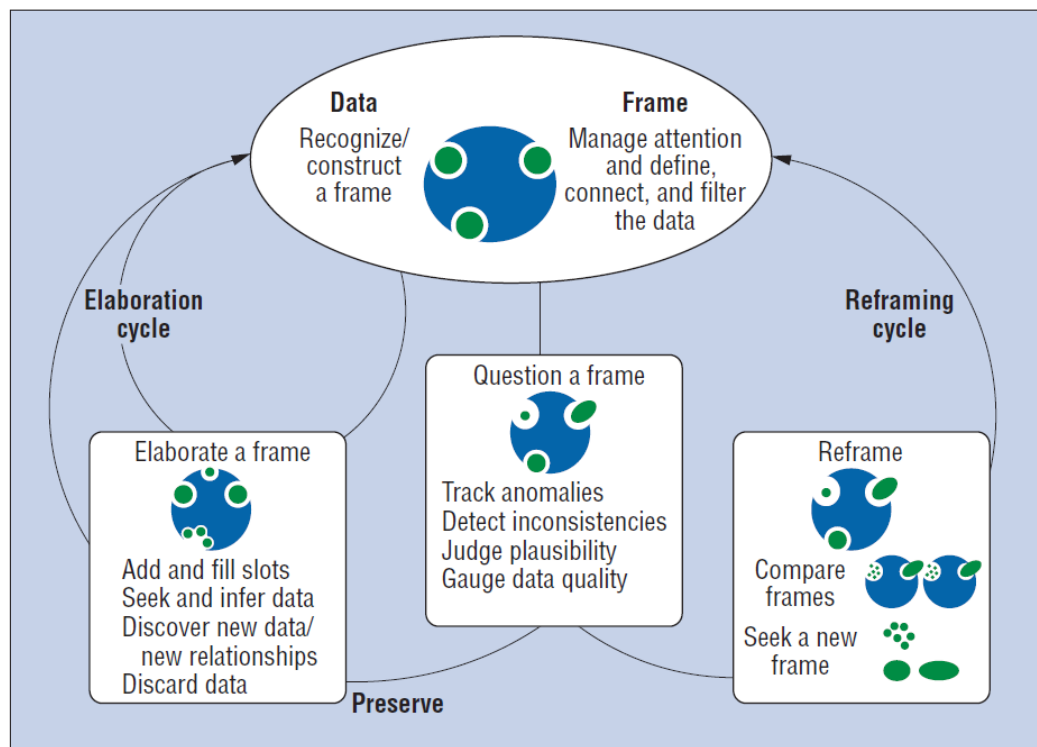 Data
Recognize/
construct
a frame
Frame
Manage attention
and define,
connect, and filter
the data
Elaboration
cycle
Reframing
cycle
Question a frame
Track anomalies
Detect inconsistencies
Judge plausibility
Gauge data quality
Elaborate a frame
Add and fill slots
Seek and infer data
Discover new data/
new relationships
Discard data
Reframe
Compare
frames
Seek a new
frame
Preserve